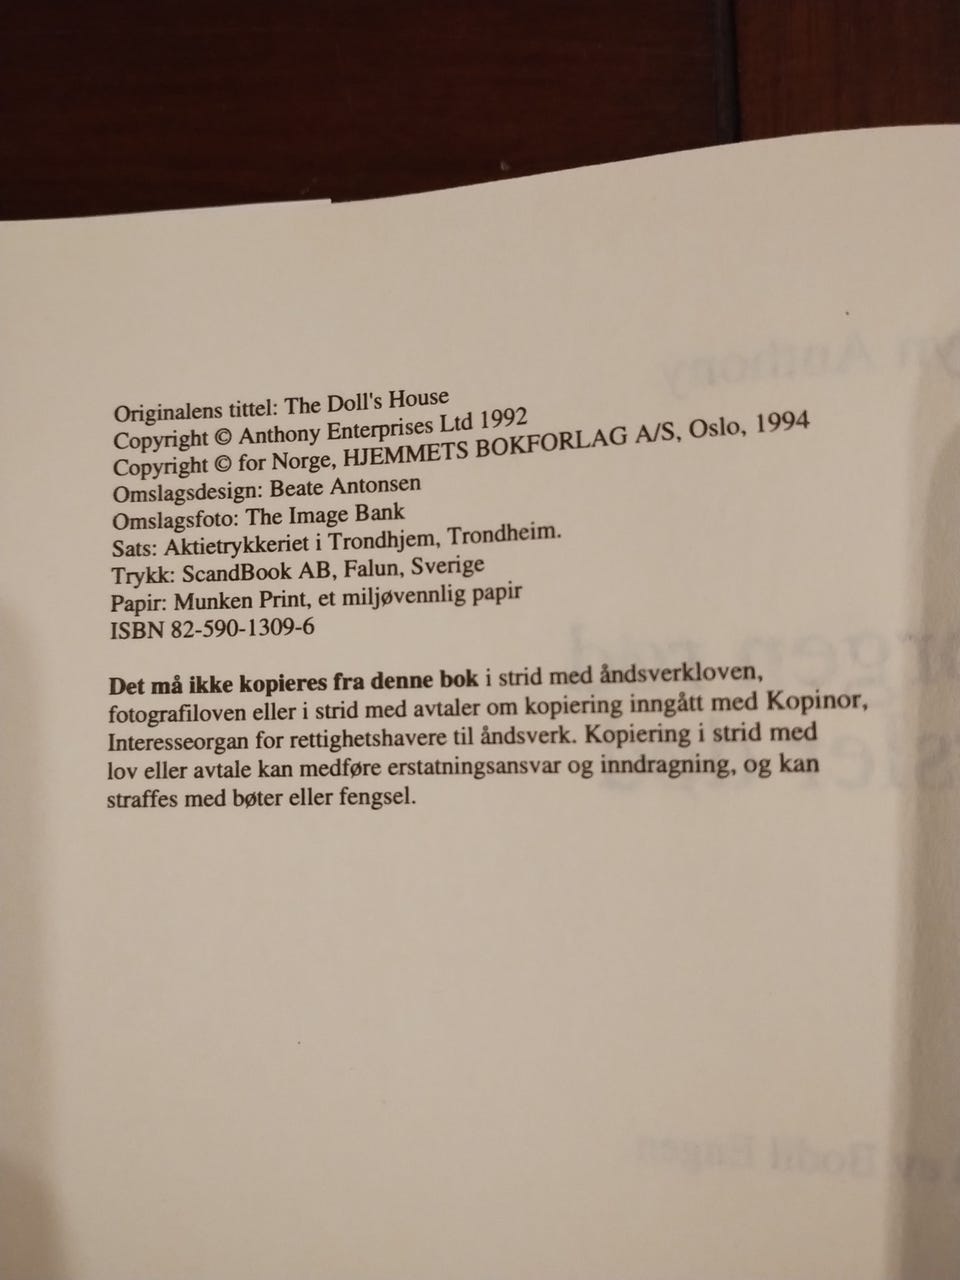 Originalens tittel: The Doll's House
Copyright © Anthony Enterprises Ltd 1992
Copyright © for Norge, HJEMMETS BOKFORLAG A/S, Oslo, 1994
Omslagsdesign: Beate Antonsen
Omslagsfoto: The Image Bank
Sats: Aktietrykkeriet i Trondhjem, Trondheim.
Trykk: ScandBook AB, Falun, Sverige
Papir: Munken Print, et miljøvennlig papir
ISBN 82-590-1309-6
Det må ikke kopieres fra denne bok i strid med åndsverkloven,
fotografiloven eller i strid med avtaler om kopiering inngått med Kopinor,
Interesseorgan for rettighetshavere til åndsverk. Kopiering i strid med
lov eller avtale kan medføre erstatningsansvar og inndragning, og kan
straffes med bøter eller fengsel.